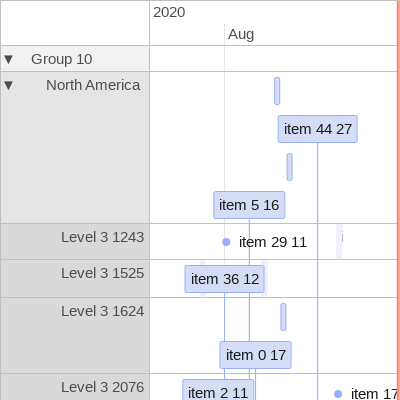 2020
Aug
▼ Group 10
▼ North America
item 44 27
item 5 16
Level 3 1243
item 29 11
i
Level 3 1525
item 36 12
Level 3 1624
item 0 17
Level 3 2076
item 2 11
item 17